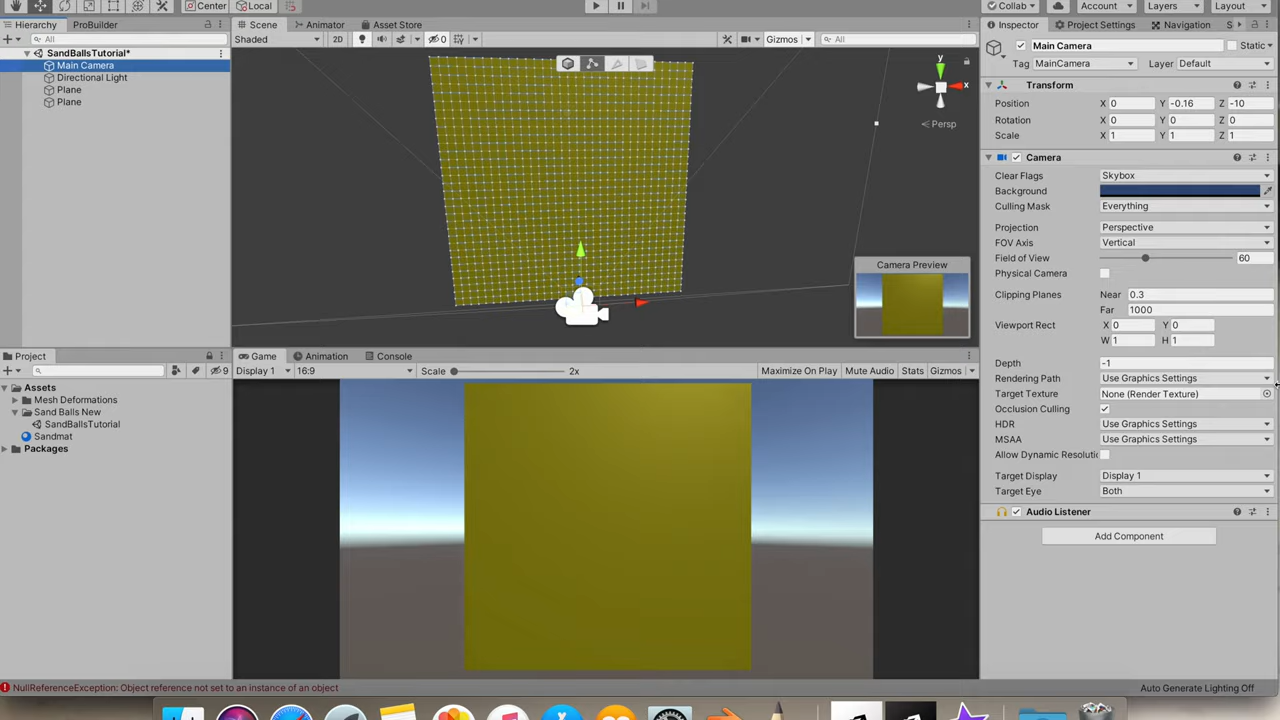 Center Local Collab Account Layers Layout
Hierarchy ProBuilder
All
SandBallsTutorial*
Main Camera
Directional Light
Plane
Plane
Scene Animator Asset Store
Shaded 2D 0 Gizmos All
y
x
Persp
Camera Preview
Inspector Project Settings Navigation S
Main Camera Static
Tag MainCamera Layer Default
Transform
Position X 0 Y -0.16 Z -10
Rotation X 0 Y 0 Z 0
Scale X 1 Y 1 Z 1
Camera
Clear Flags Skybox
Background
Culling Mask Everything
Projection Perspective
FOV Axis Vertical
Field of View 60
Physical Camera
Clipping Planes Near 0.3
Far 1000
Viewport Rect X 0 Y 0
W 1 H 1
Depth -1
Rendering Path Use Graphics Settings
Target Texture None (Render Texture)
Occlusion Culling
HDR Use Graphics Settings
MSAA Use Graphics Settings
Allow Dynamic Resoluti
Target Display Display 1
Target Eye Both
Audio Listener
Add Component
Project
9
Assets
Mesh Deformations
Sand Balls New
SandBallsTutorial
Sandmat
Packages
Game Animation Console
Display 1 16:9 Scale 2x Maximize On Play Mute Audio Stats Gizmos
NullReferenceException: Object reference not set to an instance of an object
Auto Generate Lighting Off